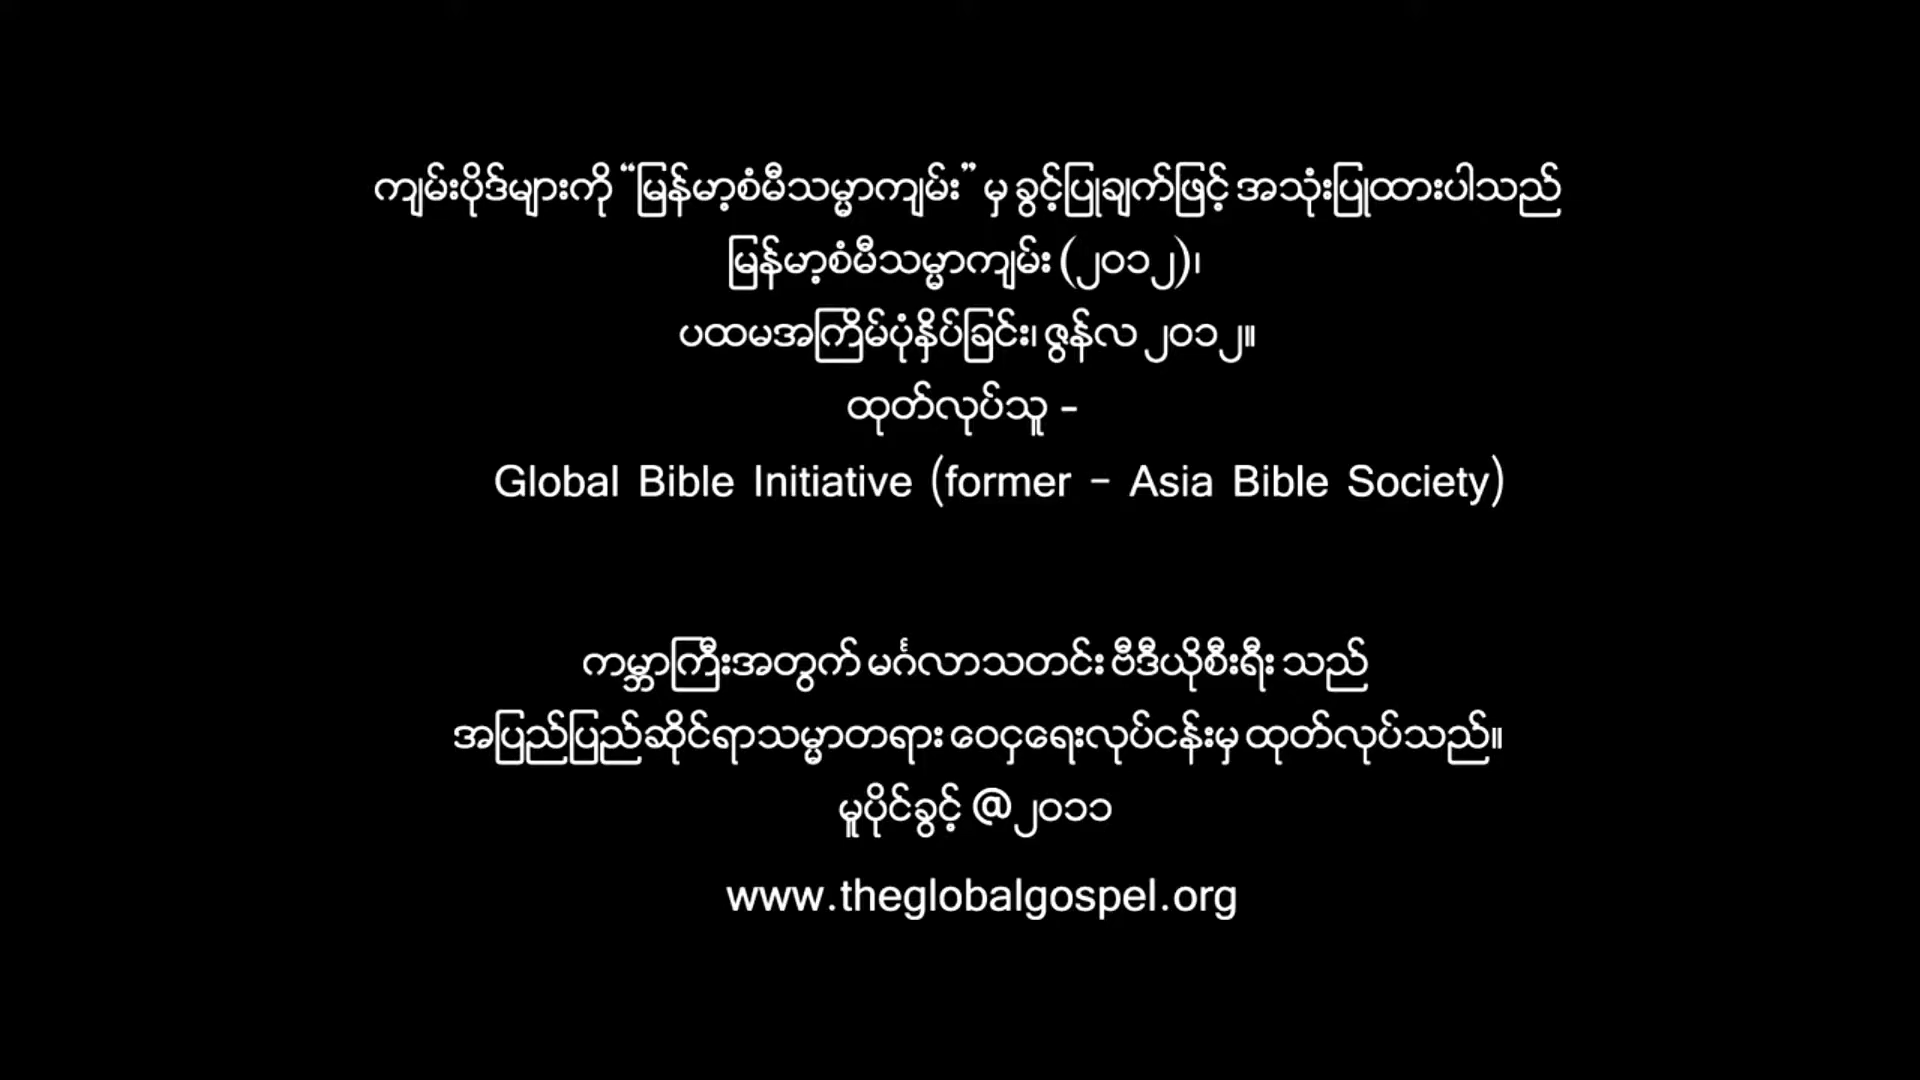 ကျမ်းပိုဒ်များကို “မြန်မာ့စံမီသမ္မာကျမ်း” မှ ခွင့်ပြုချက်ဖြင့် အသုံးပြုထားပါသည်
မြန်မာ့စံမီသမ္မာကျမ်း (၂၀၁၂)၊
ပထမအကြိမ်ပုံနှိပ်ခြင်း၊ ဇွန်လ ၂၀၁၂။
ထုတ်လုပ်သူ -
Global Bible Initiative (former - Asia Bible Society)
ကမ္ဘာကြီးအတွက် မင်္ဂလာသတင်း ဗီဒီယိုစီးရီး သည်
အပြည်ပြည်ဆိုင်ရာသမ္မာတရား ဝေငှရေးလုပ်ငန်းမှ ထုတ်လုပ်သည်။
မူပိုင်ခွင့် @၂၀၁၁
www.theglobalgospel.org